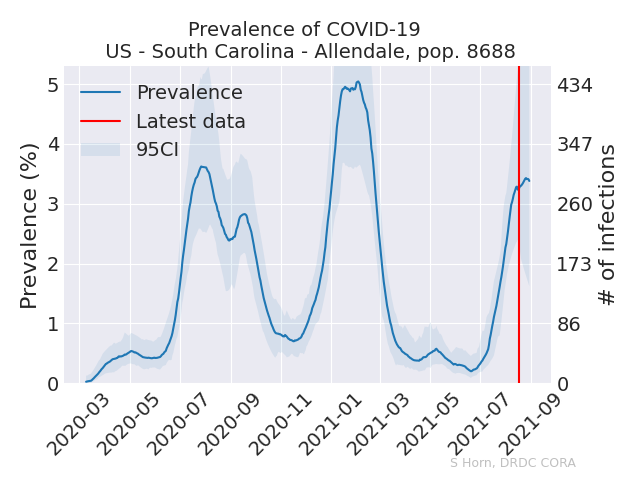 Prevalence of COVID-19
US - South Carolina - Allendale, pop. 8688
Prevalence
Latest data
95CI
Prevalence (%)
5
4
3
2
1
0
434
347
260
173
86
0
# of infections
2020-03
2020-05
2020-07
2020-09
2020-11
2021-01
2021-03
2021-05
2021-07
2021-09
S Horn, DRDC CORA